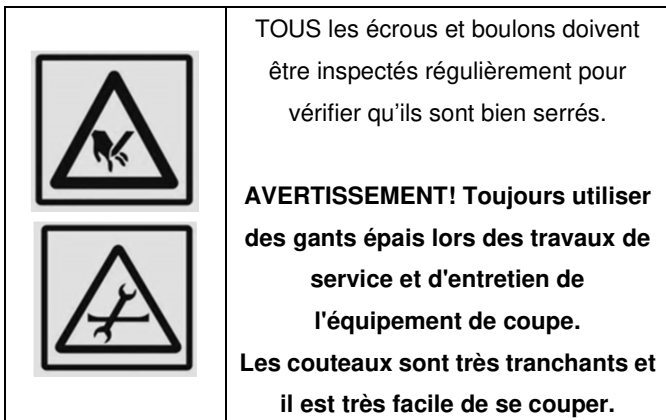 TOUS les écrous et boulons doivent
être inspectés régulièrement pour
vérifier qu'ils sont bien serrés.
AVERTISSEMENT! Toujours utiliser
des gants épais lors des travaux de
service et d'entretien de
l'équipement de coupe.
Les couteaux sont très tranchants et
il est très facile de se couper.